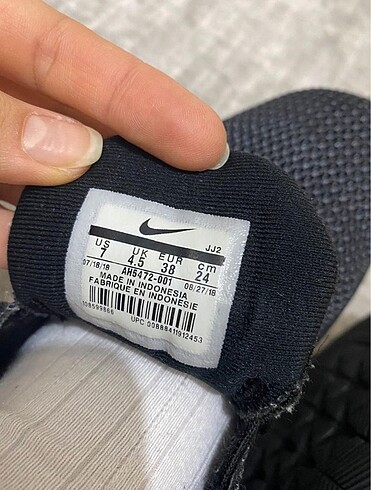 JJ2
US UK EUR cm
7 4.5 38 24
07/18/18 08/27/18
AH5472-001
MADE IN INDONESIA
FABRIQUE EN INDONESIE
108599866
UPC 00888411912453